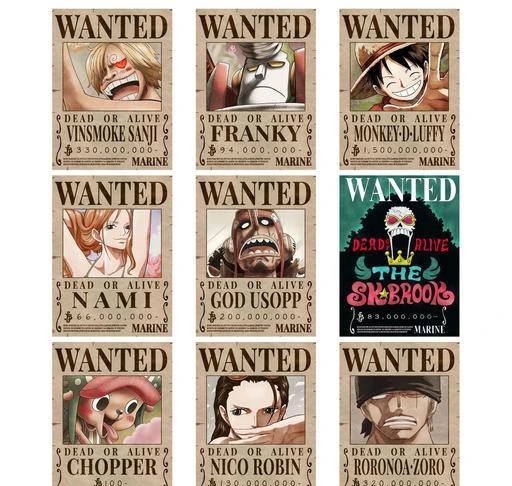 WANTED
DEAD OR ALIVE
VINSMOKE SANJI
330,000,000-
MARINE
WANTED
DEAD OR ALIVE
FRANKY
94,000,000-
MARINE
WANTED
DEAD OR ALIVE
MONKEY·D·LUFFY
1,500,000,000-
MARINE
WANTED
DEAD OR ALIVE
NAMI
66,000,000-
MARINE
WANTED
DEAD OR ALIVE
GOD USOPP
200,000,000-
MARINE
WANTED
DEAD OR ALIVE
THE
83,000,000-
MARINE
WANTED
DEAD OR ALIVE
CHOPPER
100-
WANTED
DEAD OR ALIVE
NICO ROBIN
130,000,000-
WANTED
DEAD OR ALIVE
RORONOA·ZORO
320,000,000-